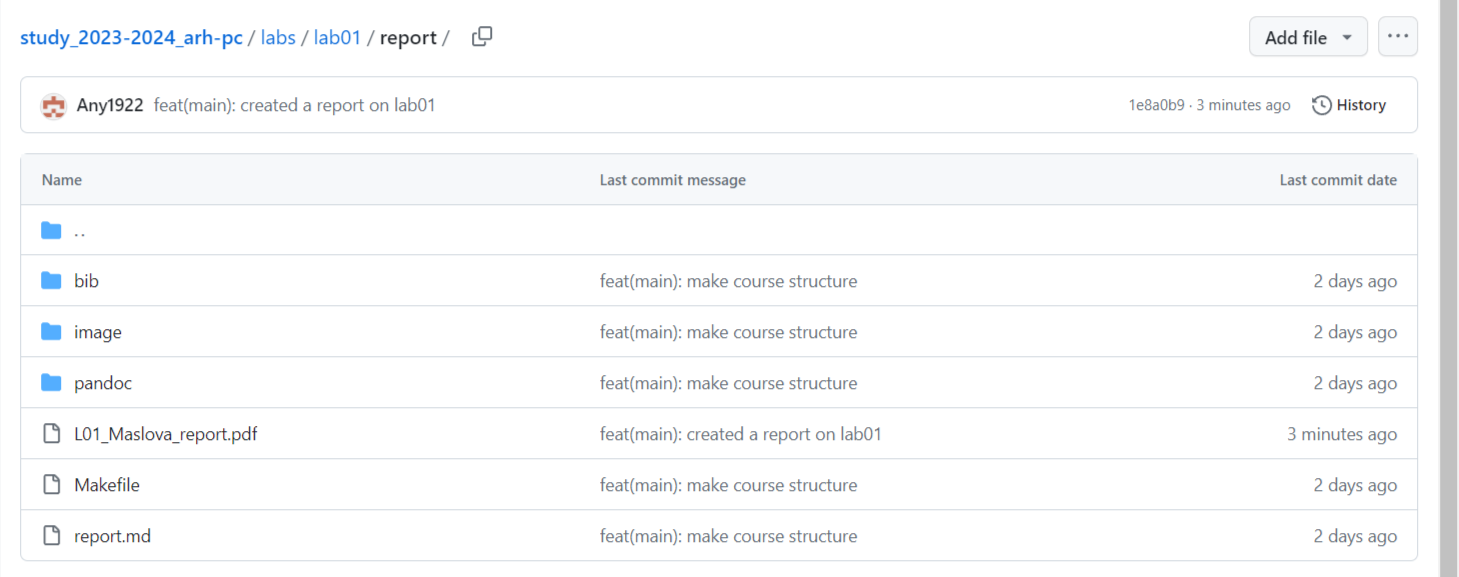 study_2023-2024_arh-pc / labs / lab01 / report /
Add file
Any1922 feat(main): created a report on lab01
1e8a0b9 · 3 minutes ago
History
Name Last commit message Last commit date
..
bib feat(main): make course structure 2 days ago
image feat(main): make course structure 2 days ago
pandoc feat(main): make course structure 2 days ago
L01_Maslova_report.pdf feat(main): created a report on lab01 3 minutes ago
Makefile feat(main): make course structure 2 days ago
report.md feat(main): make course structure 2 days ago